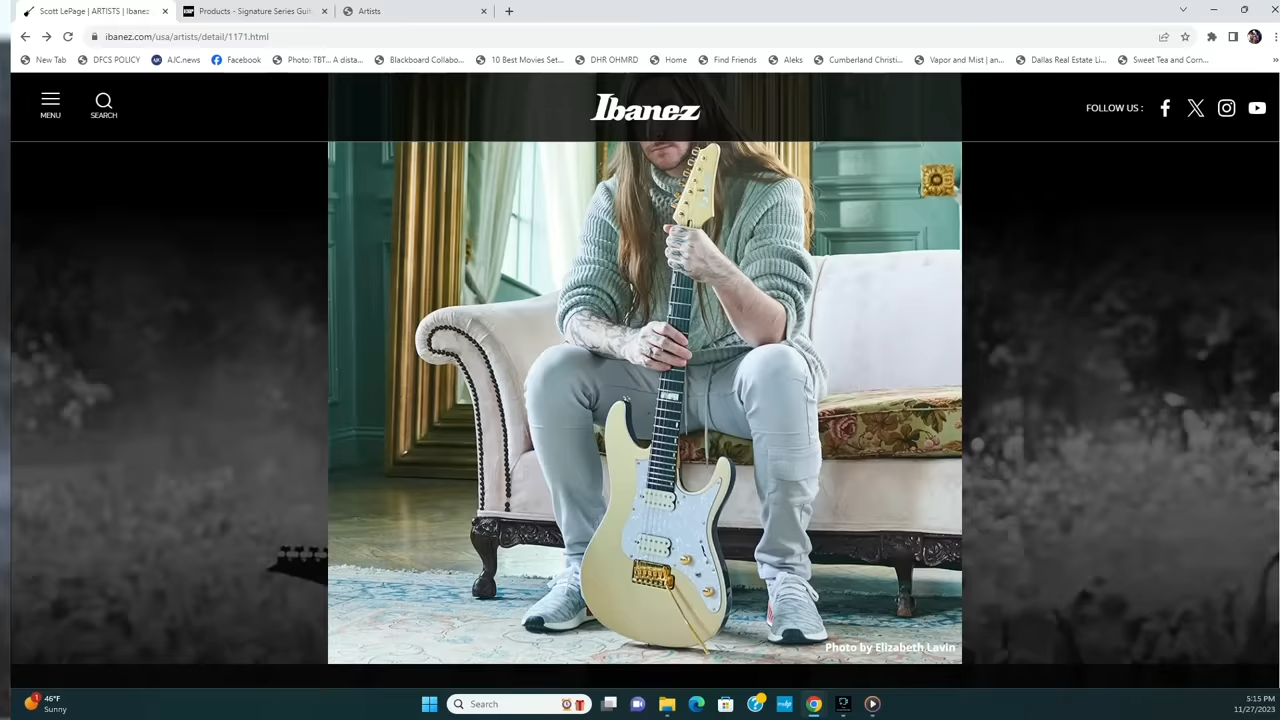 Scott LePage | ARTISTS | Ibanez
Products - Signature Series Guit
Artists
ibanez.com/usa/artists/detail/1171.html
New Tab
DFCS POLICY
AJC.news
Facebook
Photo: TBT... A dista...
Blackboard Collabo...
10 Best Movies Set...
DHR OHMRD
Home
Find Friends
Aleks
Cumberland Christi...
Vapor and Mist | an...
Dallas Real Estate Li...
Sweet Tea and Corn...
MENU
SEARCH
Ibanez
FOLLOW US :
Photo by Elizabeth Lavin
1
46°F
Sunny
Search
5:15 PM
11/27/2023